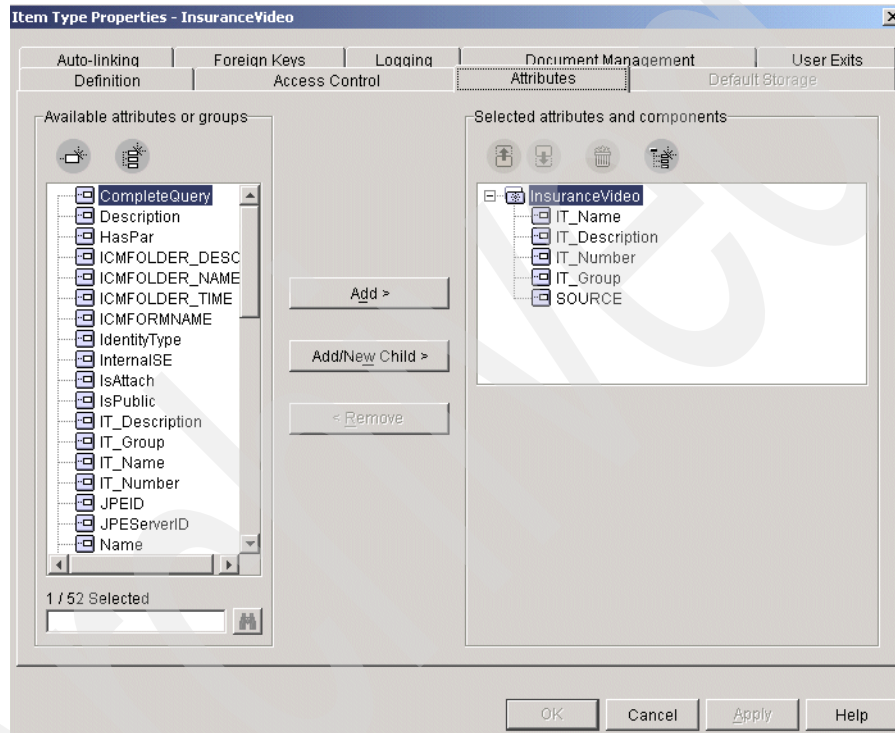 Item Type Properties - InsuranceVideo
Auto-linking Foreign Keys Logging Document Management User Exits
Definition Access Control Attributes Default Storage
Available attributes or groups
CompleteQuery
Description
HasPar
ICMFOLDER_DESC
ICMFOLDER_NAME
ICMFOLDER_TIME
ICMFORMNAME
IdentityType
InternalSE
IsAttach
IsPublic
IT_Description
IT_Group
IT_Name
IT_Number
JPEID
JPEServerID
Name
1 / 52 Selected
Add >
Add/New Child >
< Remove
Selected attributes and components
InsuranceVideo
IT_Name
IT_Description
IT_Number
IT_Group
SOURCE
OK Cancel Apply Help